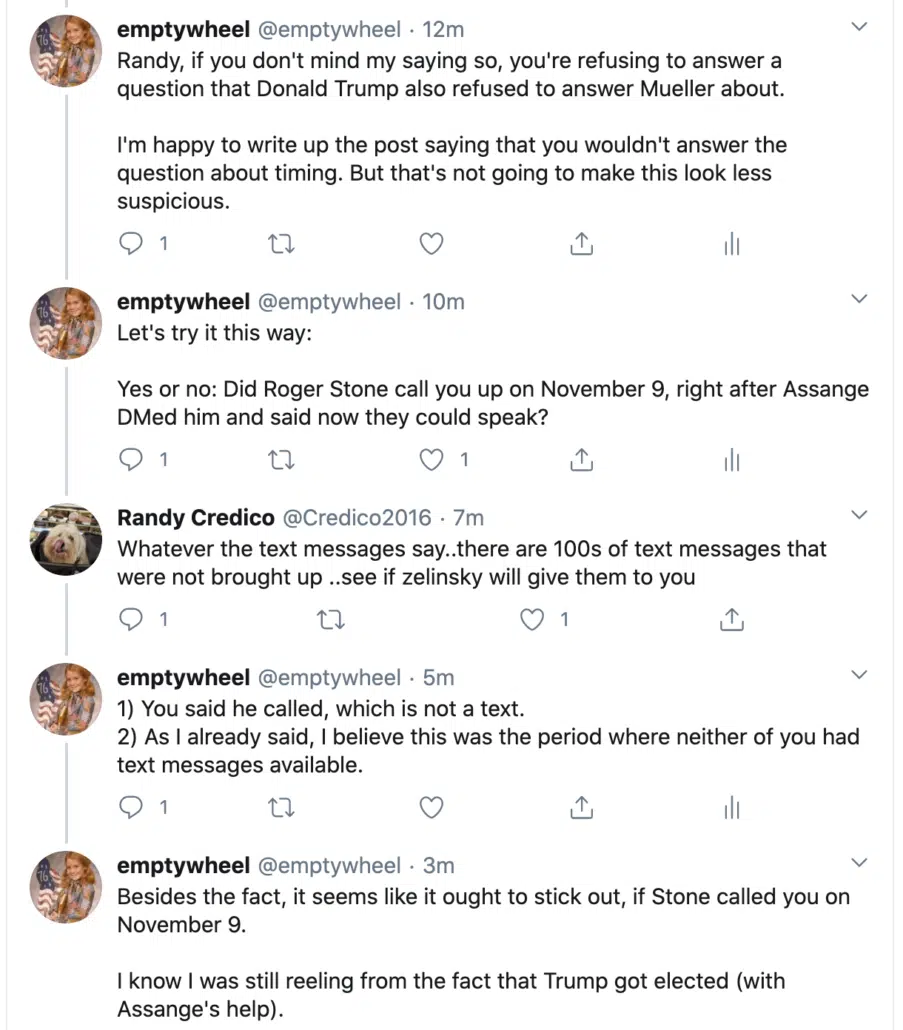 emptywheel @emptywheel · 12m
Randy, if you don't mind my saying so, you're refusing to answer a
question that Donald Trump also refused to answer Mueller about.
I'm happy to write up the post saying that you wouldn't answer the
question about timing. But that's not going to make this look less
suspicious.
1
emptywheel @emptywheel · 10m
Let's try it this way:
Yes or no: Did Roger Stone call you up on November 9, right after Assange
DMed him and said now they could speak?
1 1
Randy Credico @Credico2016 · 7m
Whatever the text messages say..there are 100s of text messages that
were not brought up ..see if zelinsky will give them to you
1 1
emptywheel @emptywheel · 5m
1) You said he called, which is not a text.
2) As I already said, I believe this was the period where neither of you had
text messages available.
1
emptywheel @emptywheel · 3m
Besides the fact, it seems like it ought to stick out, if Stone called you on
November 9.
I know I was still reeling from the fact that Trump got elected (with
Assange's help).